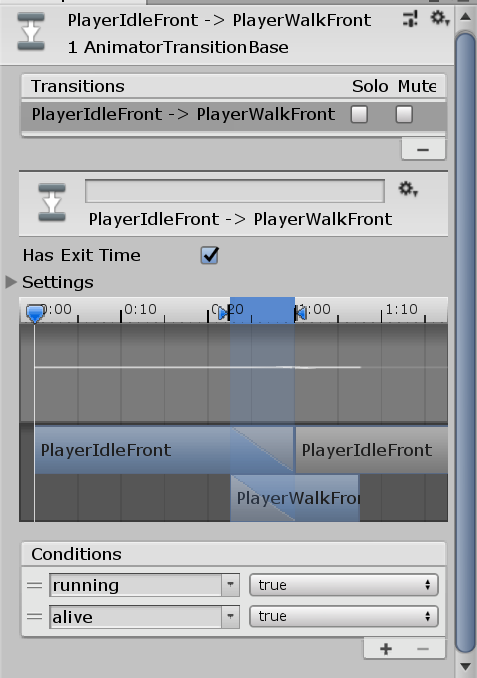 PlayerIdleFront -> PlayerWalkFront
1 AnimatorTransitionBase
Transitions Solo Mute
PlayerIdleFront -> PlayerWalkFront
PlayerIdleFront -> PlayerWalkFront
Has Exit Time
Settings
0:00 0:10 0:20 1:00 1:10
PlayerIdleFront PlayerIdleFront
PlayerWalkFron
Conditions
running true
alive true